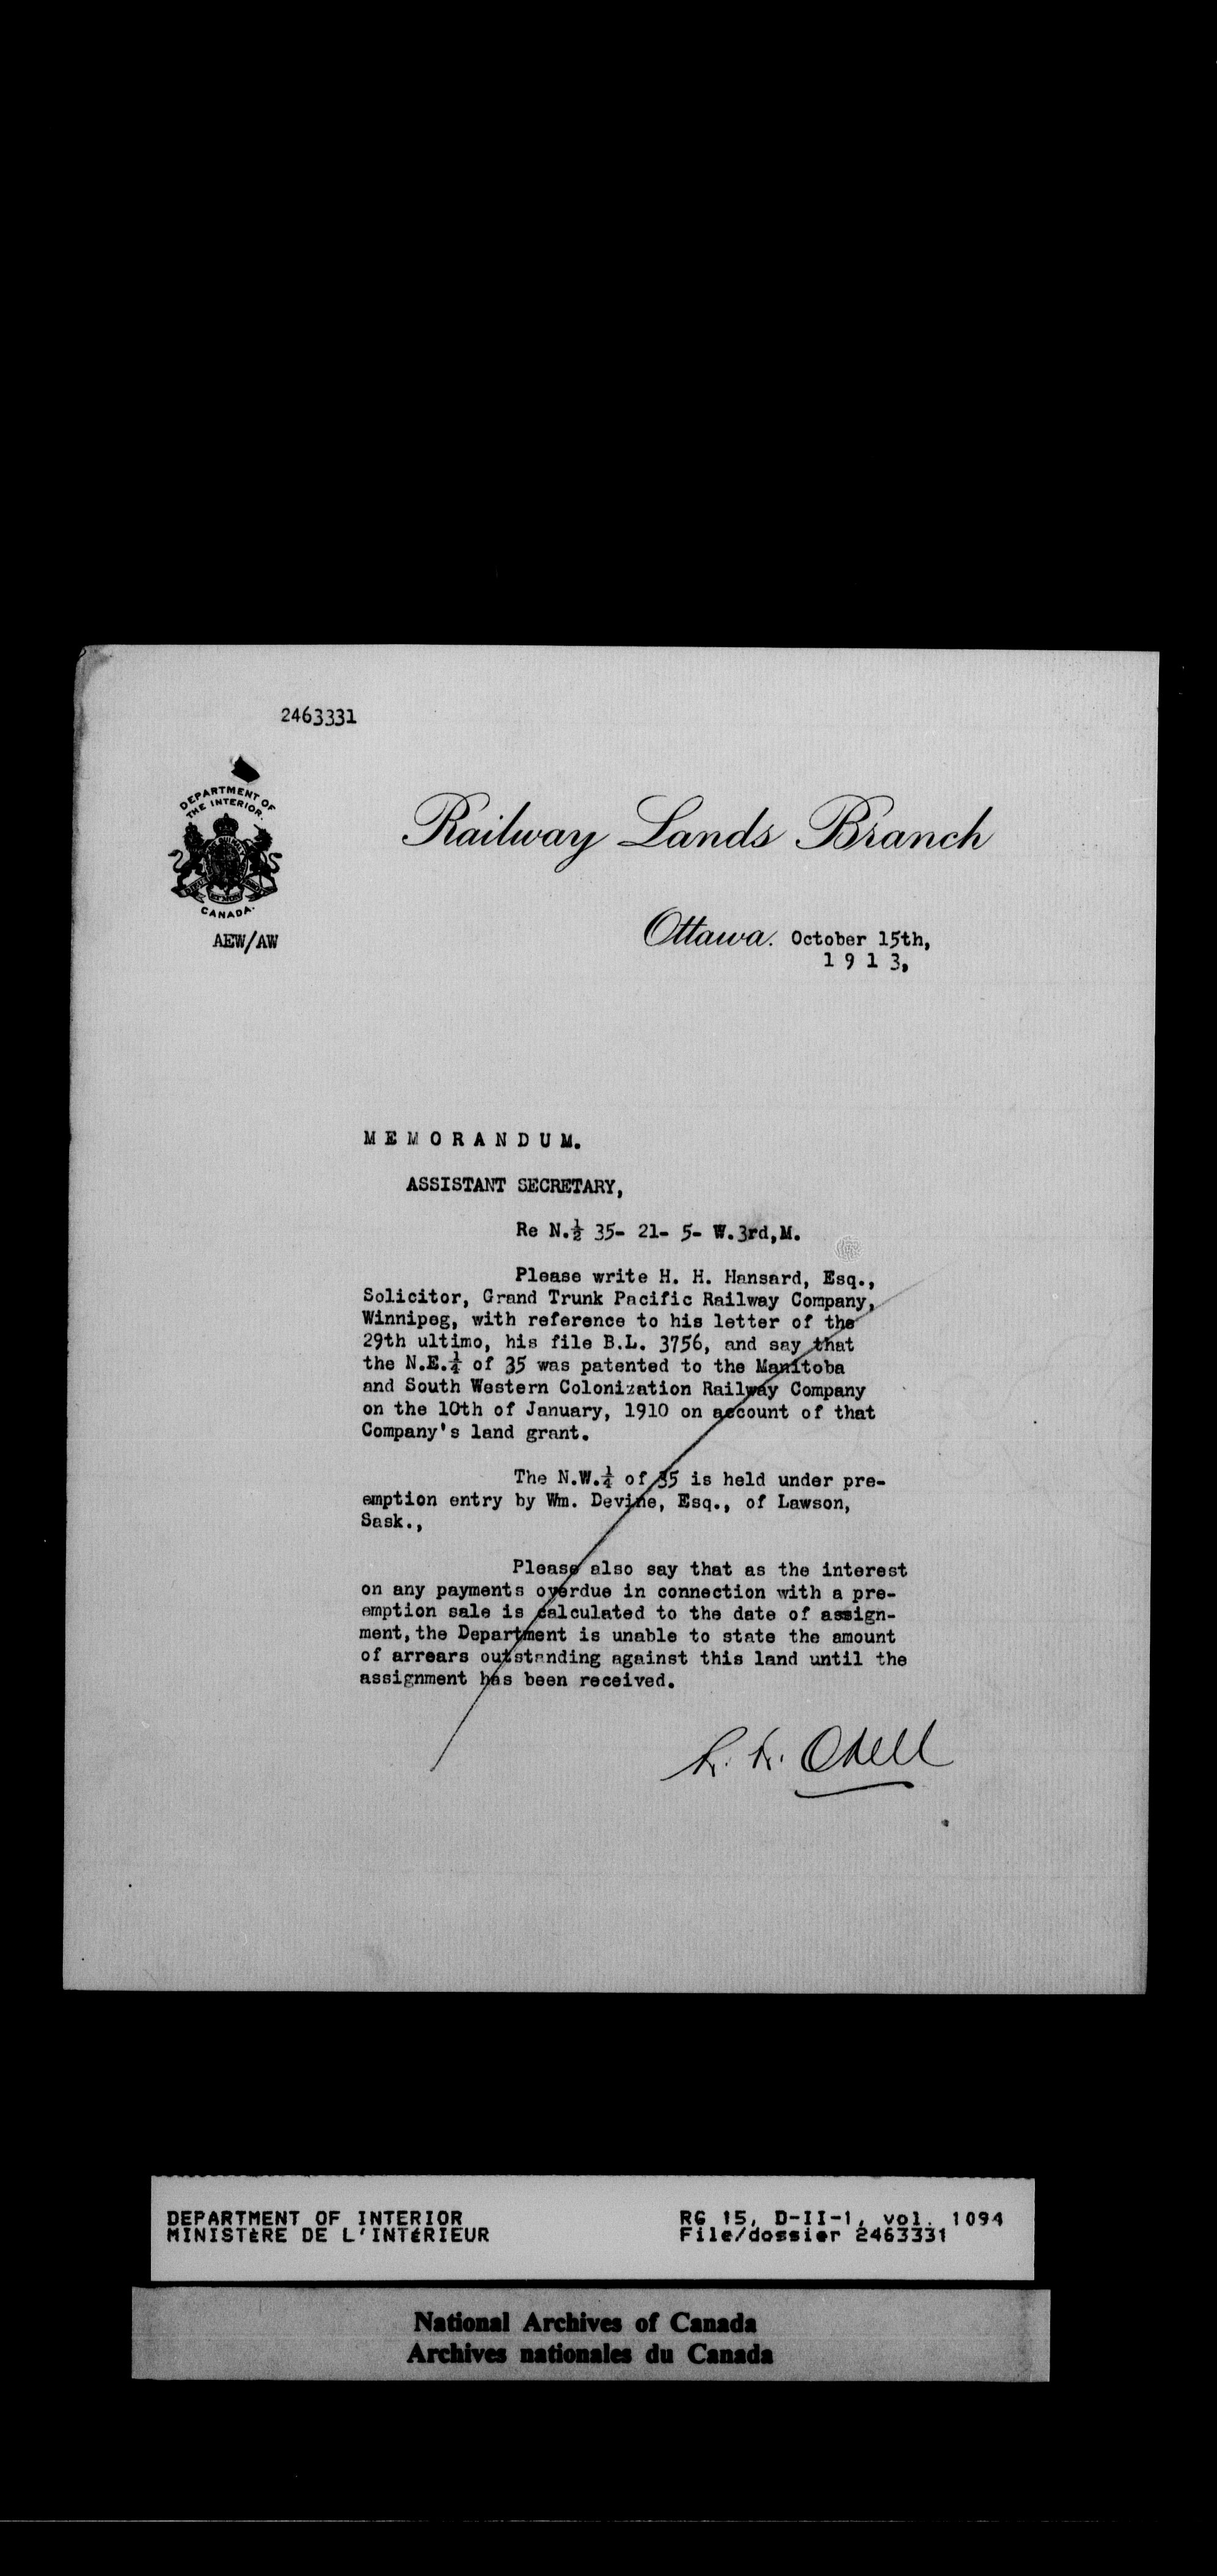 2463331
DEPARTMENT OF
THE INTERIOR.
CANADA.
Railway Lands Branch
AEW/AW
Ottawa. October 15th,
1 9 1 3,
M E M O R A N D U M.
ASSISTANT SECRETARY,
Re N.½ 35- 21- 5- W.3rd,M.
Please write H. H. Hansard, Esq.,
Solicitor, Grand Trunk Pacific Railway Company,
Winnipeg, with reference to his letter of the
29th ultimo, his file B.L. 3756, and say that
the N.E.¼ of 35 was patented to the Manitoba
and South Western Colonization Railway Company
on the 10th of January, 1910 on account of that
Company's land grant.
The N.W.¼ of 35 is held under pre-
emption entry by Wm. Devine, Esq., of Lawson,
Sask.,
Please also say that as the interest
on any payments overdue in connection with a pre-
emption sale is calculated to the date of assign-
ment, the Department is unable to state the amount
of arrears outstanding against this land until the
assignment has been received.
Odell
DEPARTMENT OF INTERIOR
MINISTÈRE DE L'INTÉRIEUR
RG 15, D-II-1, vol. 1094
File/dossier 2463331
National Archives of Canada
Archives nationales du Canada